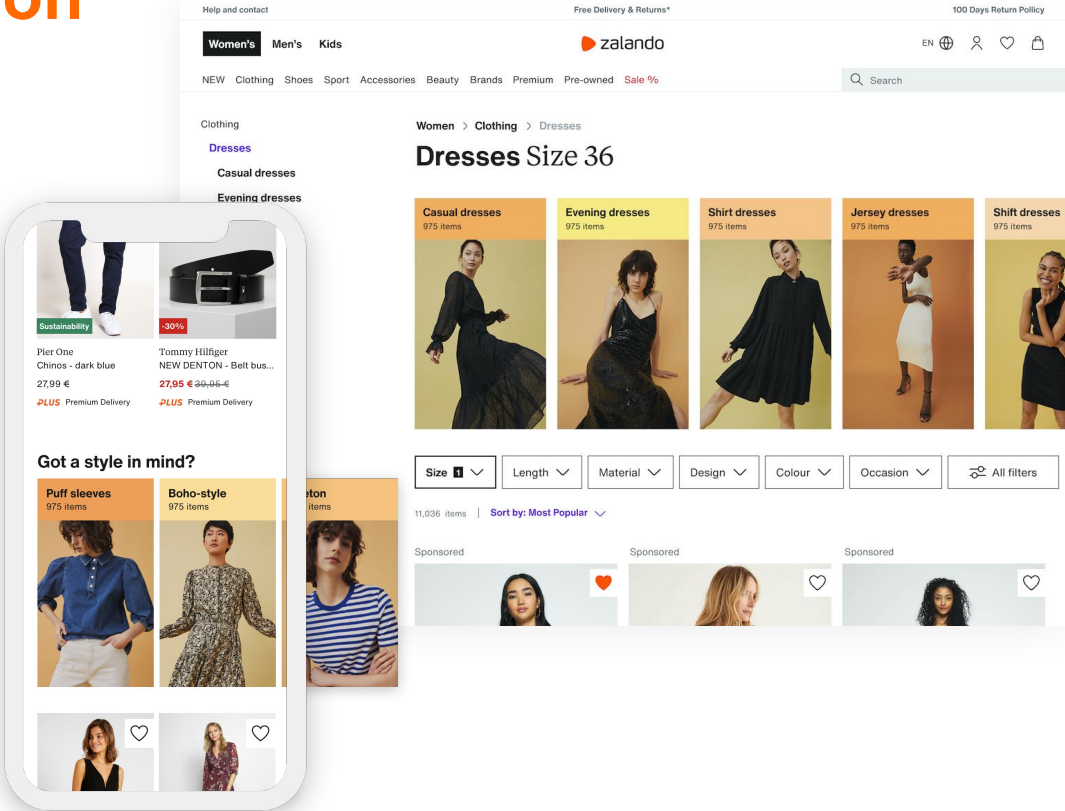 on
Help and contact
Free Delivery & Returns*
100 Days Return Pollicy
Women's Men's Kids
zalando
EN
NEW Clothing Shoes Sport Accessories Beauty Brands Premium Pre-owned Sale %
Search
Clothing
Dresses
Casual dresses
Evening dresses
Women > Clothing > Dresses
Dresses Size 36
Casual dresses
975 items
Evening dresses
975 items
Shirt dresses
975 items
Jersey dresses
975 items
Shift dresses
975 items
Size 1
Length
Material
Design
Colour
Occasion
All filters
11,036 items | Sort by: Most Popular
Sponsored
Sponsored
Sponsored
Sustainability
Pier One
Chinos - dark blue
27,99 €
PLUS Premium Delivery
-30%
Tommy Hilfiger
NEW DENTON - Belt bus...
27,95 € 39,95 €
PLUS Premium Delivery
Got a style in mind?
Puff sleeves
975 items
Boho-style
975 items
items